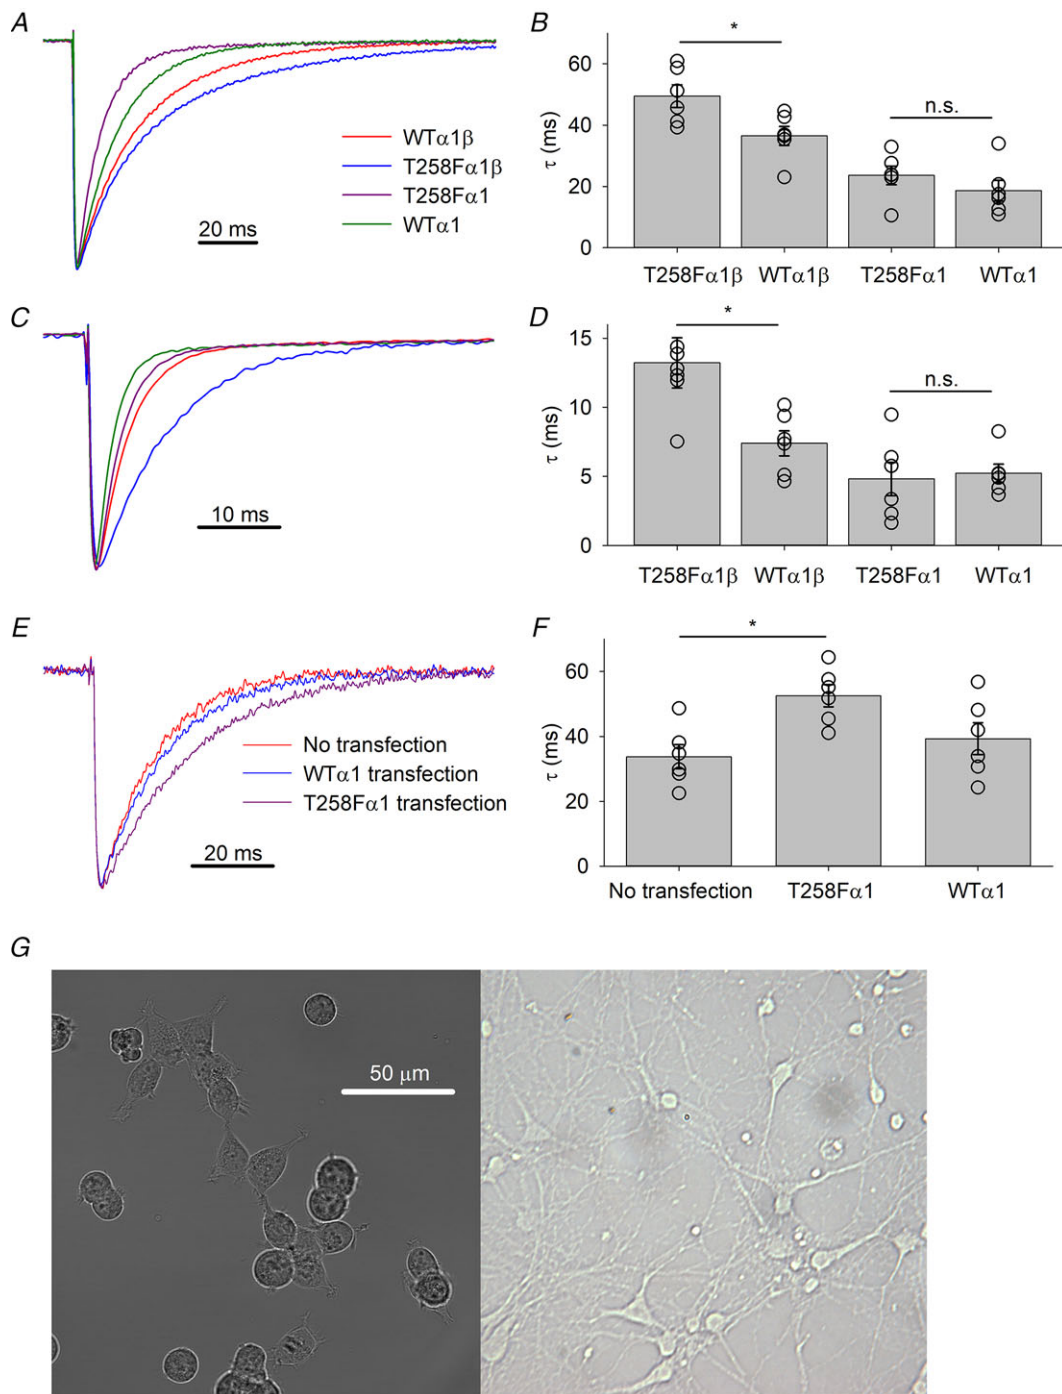 A
WTα1β
T258Fα1β
T258Fα1
WTα1
20 ms
B
*
n.s.
τ (ms)
60
40
20
0
T258Fα1β WTα1β T258Fα1 WTα1
C
10 ms
D
*
n.s.
τ (ms)
15
10
5
0
T258Fα1β WTα1β T258Fα1 WTα1
E
No transfection
WTα1 transfection
T258Fα1 transfection
20 ms
F
*
τ (ms)
60
40
20
0
No transfection T258Fα1 WTα1
G
50 μm